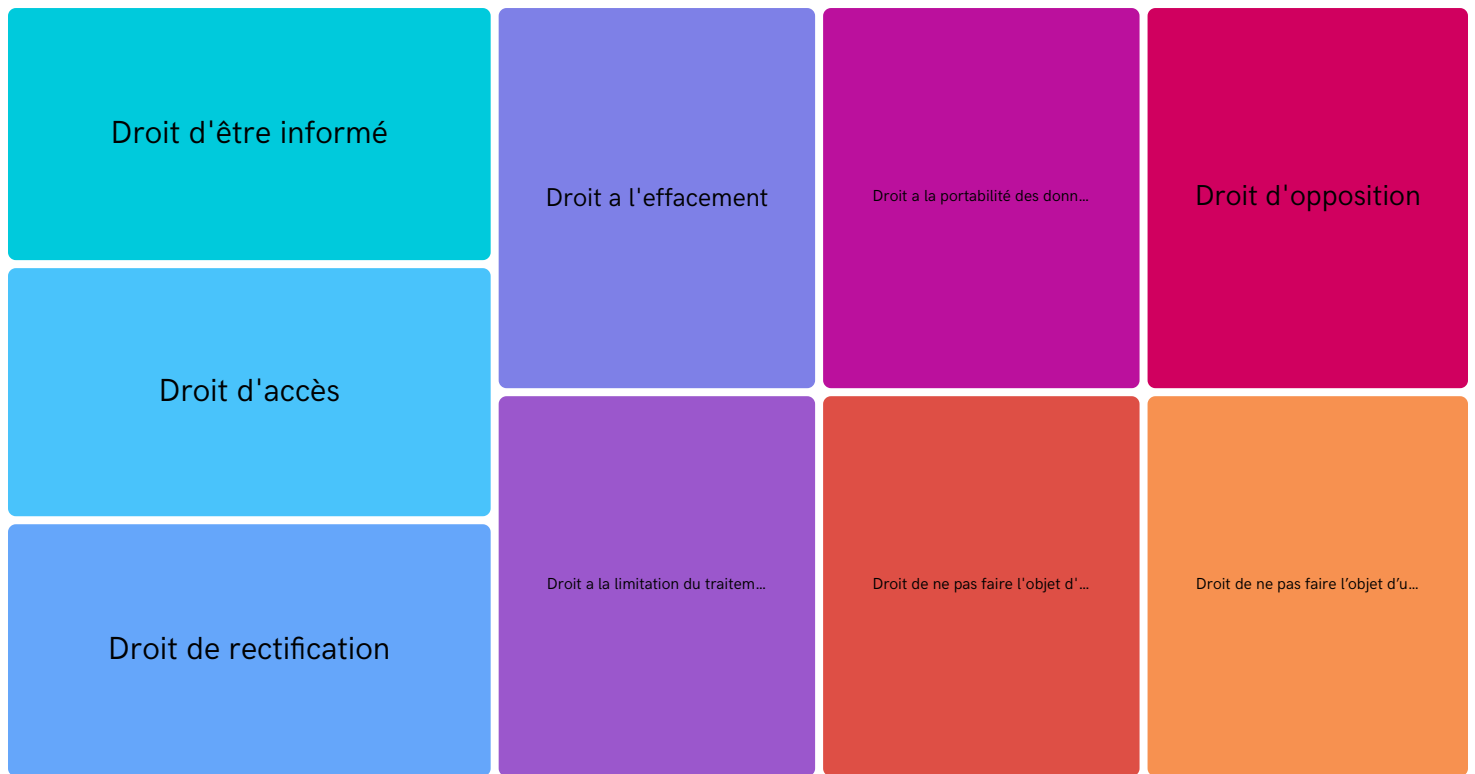 Droit d'être informé
Droit d'accès
Droit de rectification
Droit a l'effacement
Droit a la limitation du traitem...
Droit a la portabilité des donn...
Droit de ne pas faire l'objet d'...
Droit d'opposition
Droit de ne pas faire l’objet d’u...